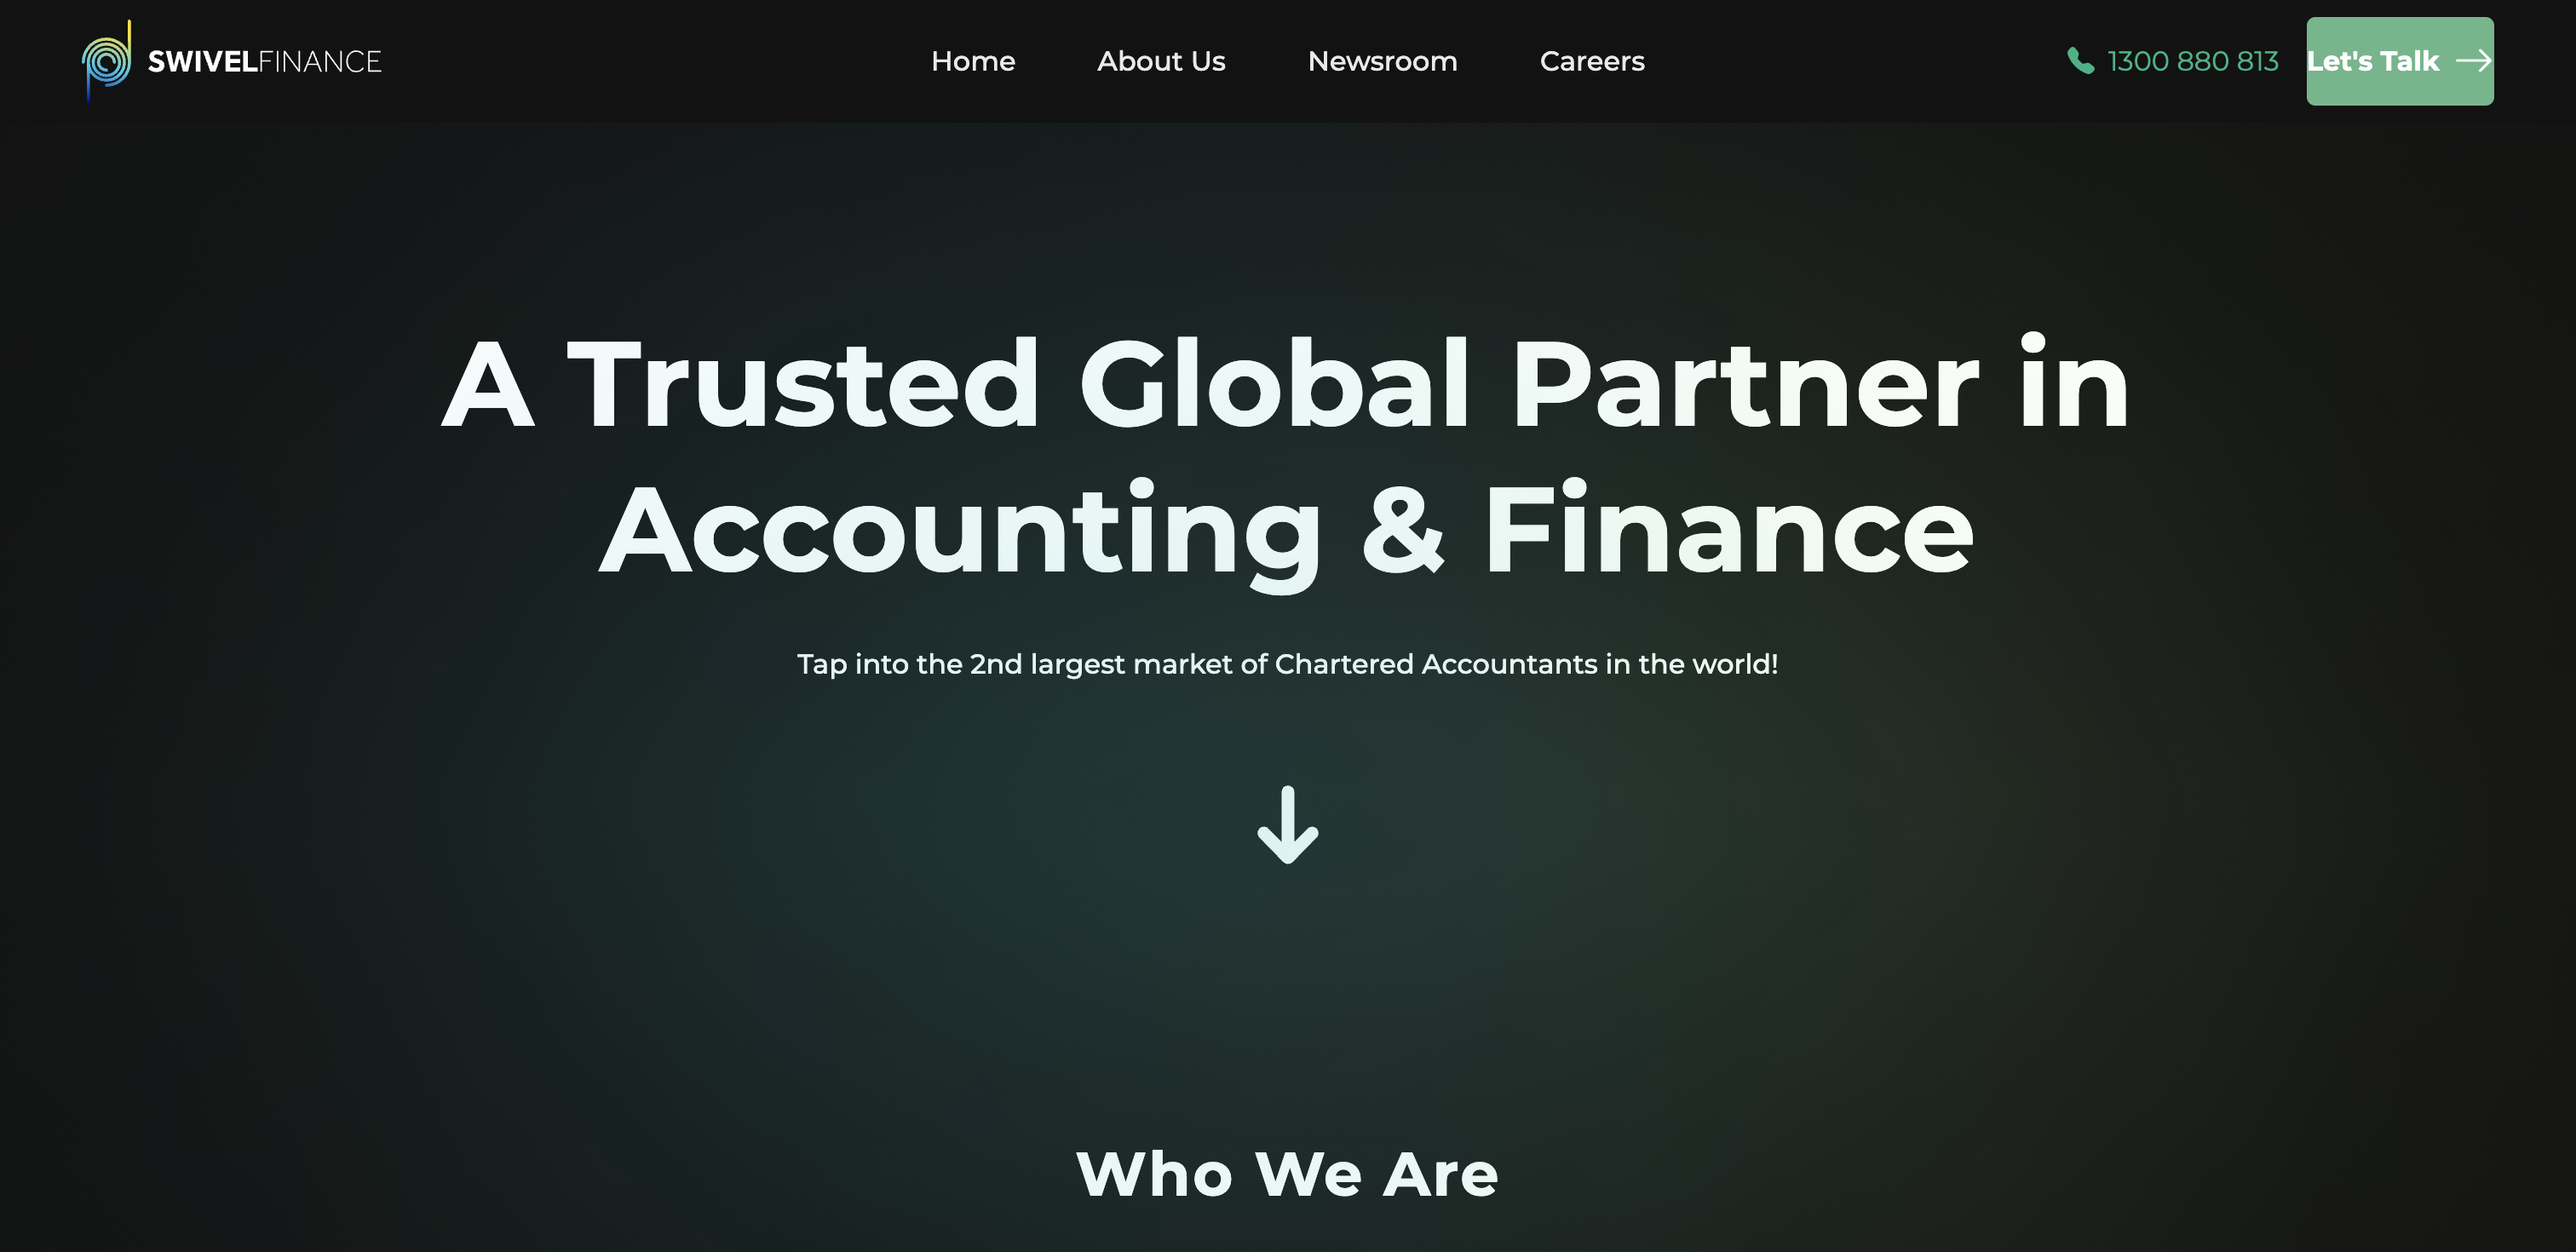 SWIVELFINANCE
Home
About Us
Newsroom
Careers
1300 880 813
Let's Talk
A Trusted Global Partner in
Accounting & Finance
Tap into the 2nd largest market of Chartered Accountants in the world!
Who We Are